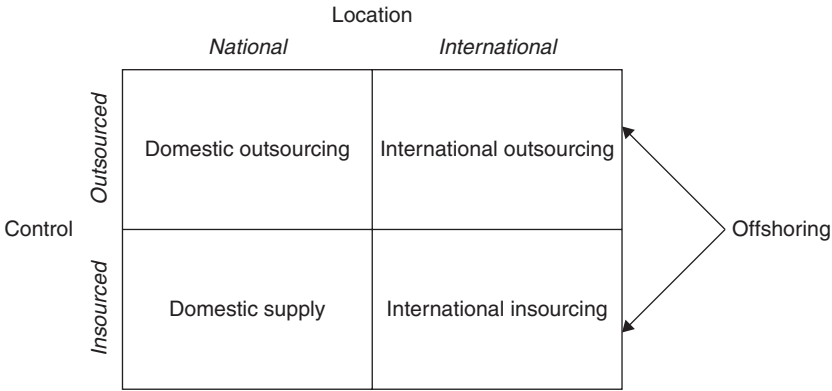 Location
National International
Outsourced
Domestic outsourcing International outsourcing
Control
Offshoring
Insourced
Domestic supply International insourcing